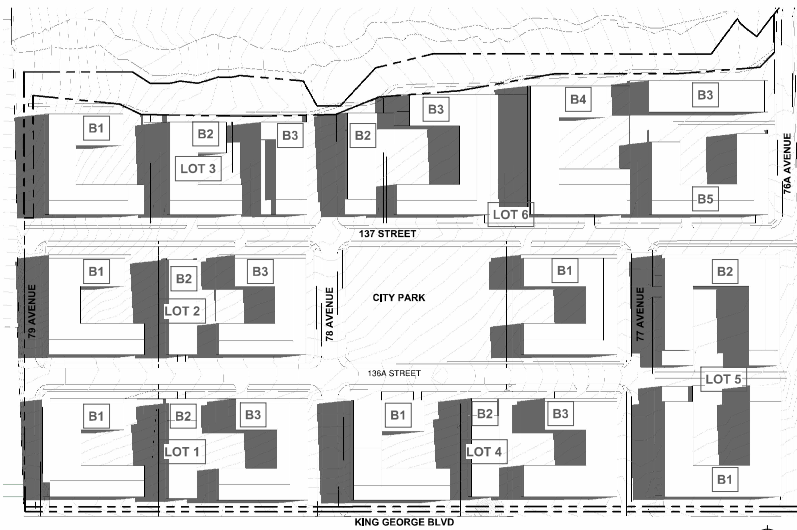 B3
B4
B3
B1
B2
B3
B2
LOT 3
76A AVENUE
B5
LOT 6
137 STREET
B1
B2
B3
B1
B2
79 AVENUE
LOT 2
78 AVENUE
CITY PARK
77 AVENUE
136A STREET
LOT 5
B1
B2
B3
B1
B2
B3
LOT 1
LOT 4
B1
KING GEORGE BLVD